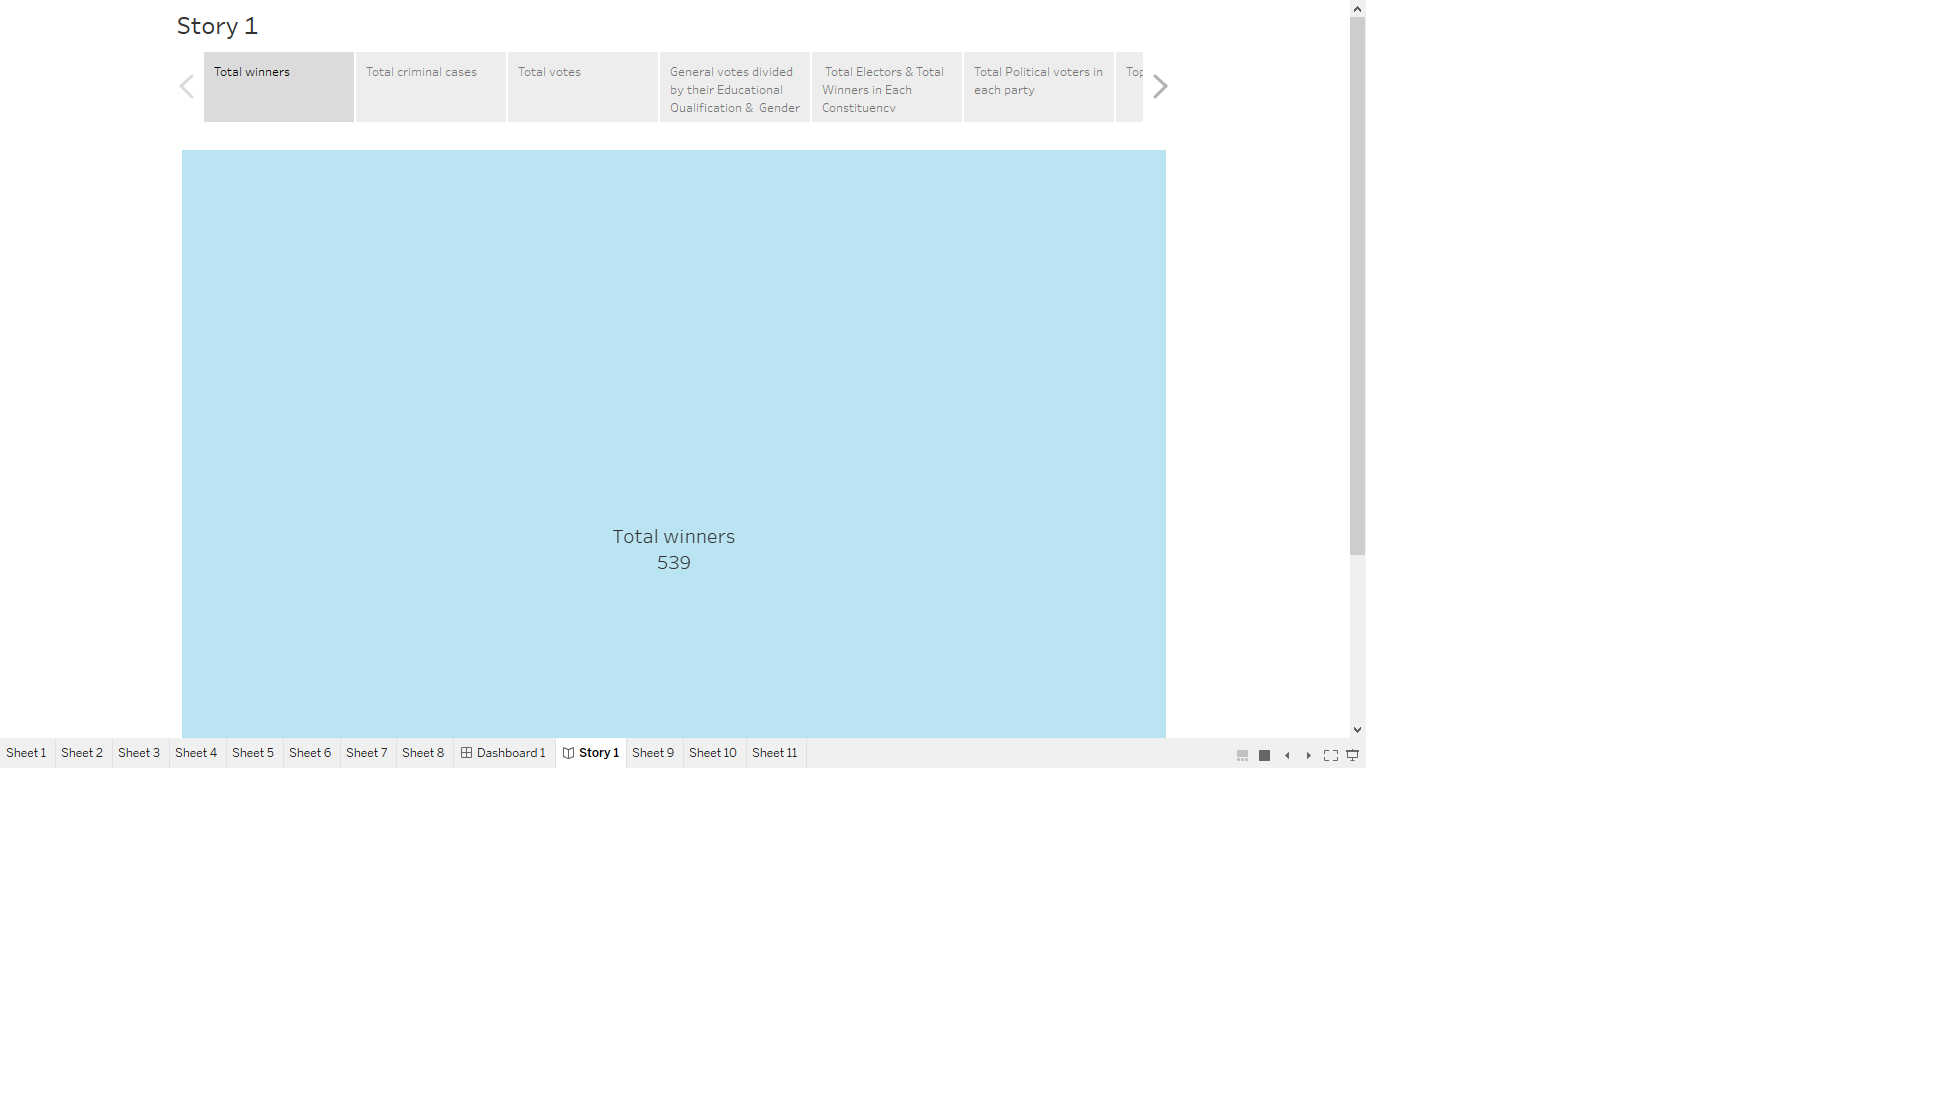 Story 1
Total winners
Total criminal cases
Total votes
General votes divided
by their Educational
Qualification & Gender
Total Electors & Total
Winners in Each
Constituency
Total Political voters in
each party
Total winners
539
Sheet 1
Sheet 2
Sheet 3
Sheet 4
Sheet 5
Sheet 6
Sheet 7
Sheet 8
Dashboard 1
Story 1
Sheet 9
Sheet 10
Sheet 11